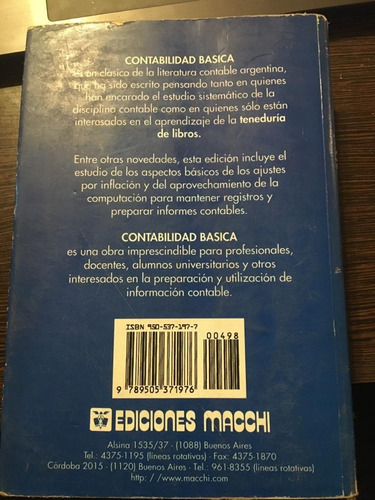 CONTABILIDAD BASICA
es un clásico de la literatura contable argentina,
que ha sido escrito pensando tanto en quienes
han encarado el estudio sistemático de la
disciplina contable como en quienes sólo están
interesados en el aprendizaje de la teneduría
de libros.
Entre otras novedades, esta edición incluye el
estudio de los aspectos básicos de los ajustes
por inflación y del aprovechamiento de la
computación para mantener registros y
preparar informes contables.
CONTABILIDAD BASICA
es una obra imprescindible para profesionales,
docentes, alumnos universitarios y otros
interesados en la preparación y utilización de
información contable.
ISBN 950-537-197-7
00498
9 789505 371976
EDICIONES MACCHI
Alsina 1535/37 - (1088) Buenos Aires
Tel.: 4375-1195 (líneas rotativas) - Fax: 4375-1870
Córdoba 2015 - (1120) Buenos Aires - Tel.: 961-8355 (líneas rotativas)
http: / /www.macchi.com